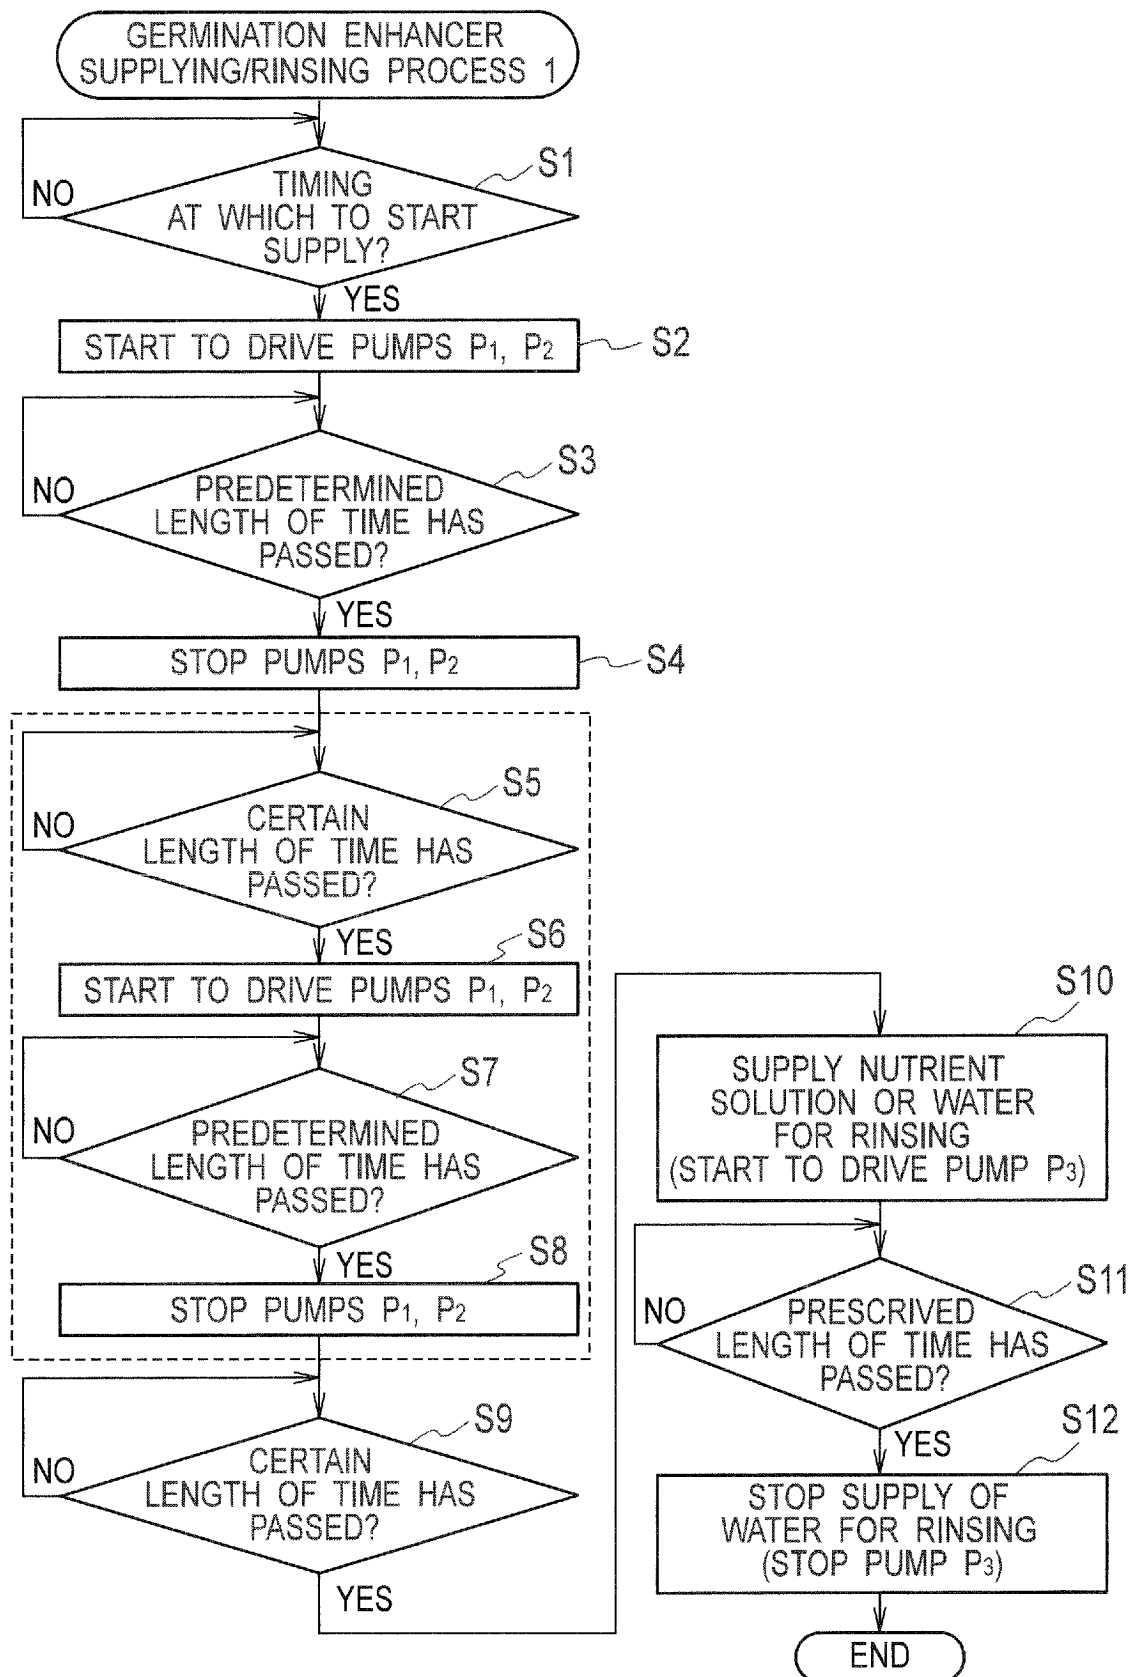 GERMINATION ENHANCER
SUPPLYING/RINSING PROCESS 1
S1
NO
TIMING
AT WHICH TO START
SUPPLY?
YES
START TO DRIVE PUMPS P1, P2
S2
S3
NO
PREDETERMINED
LENGTH OF TIME HAS
PASSED?
YES
STOP PUMPS P1, P2
S4
S5
NO
CERTAIN
LENGTH OF TIME HAS
PASSED?
YES
S6
START TO DRIVE PUMPS P1, P2
S7
NO
PREDETERMINED
LENGTH OF TIME HAS
PASSED?
YES
S8
STOP PUMPS P1, P2
S9
NO
CERTAIN
LENGTH OF TIME HAS
PASSED?
YES
S10
SUPPLY NUTRIENT
SOLUTION OR WATER
FOR RINSING
(START TO DRIVE PUMP P3)
S11
NO
PRESCRIVED
LENGTH OF TIME HAS
PASSED?
YES
S12
STOP SUPPLY OF
WATER FOR RINSING
(STOP PUMP P3)
END